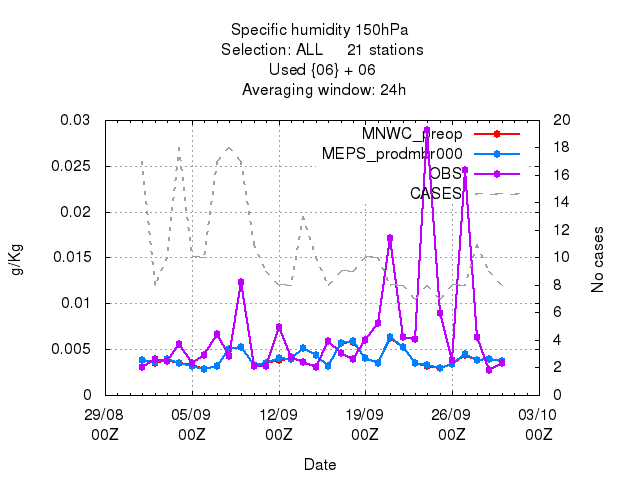 Specific humidity 150hPa
Selection: ALL 21 stations
Used {06} + 06
Averaging window: 24h
0.03 20
MNWC_preop
18
MEPS_prodmbr000
0.025
OBS 16
CASES
14
0.02
12
g/Kg
0.015 10
No cases
8
0.01
6
4
0.005
2
0 0
29/08 05/09 12/09 19/09 26/09 03/10
00Z 00Z 00Z 00Z 00Z 00Z
Date